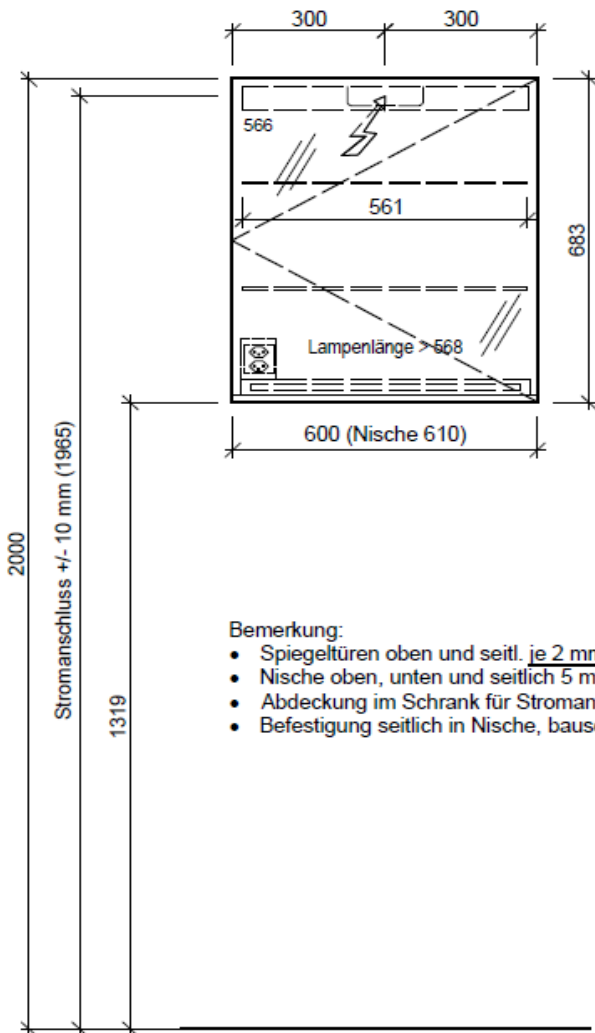 300 300
566
561
683
Lampenlänge > 568
600 (Nische 610)
2000
Stromanschluss +/- 10 mm (1965)
1319
Bemerkung:
• Spiegeltüren oben und seitl. je 2 mm
• Nische oben, unten und seitlich 5 m
• Abdeckung im Schrank für Stroman
• Befestigung seitlich in Nische, baus